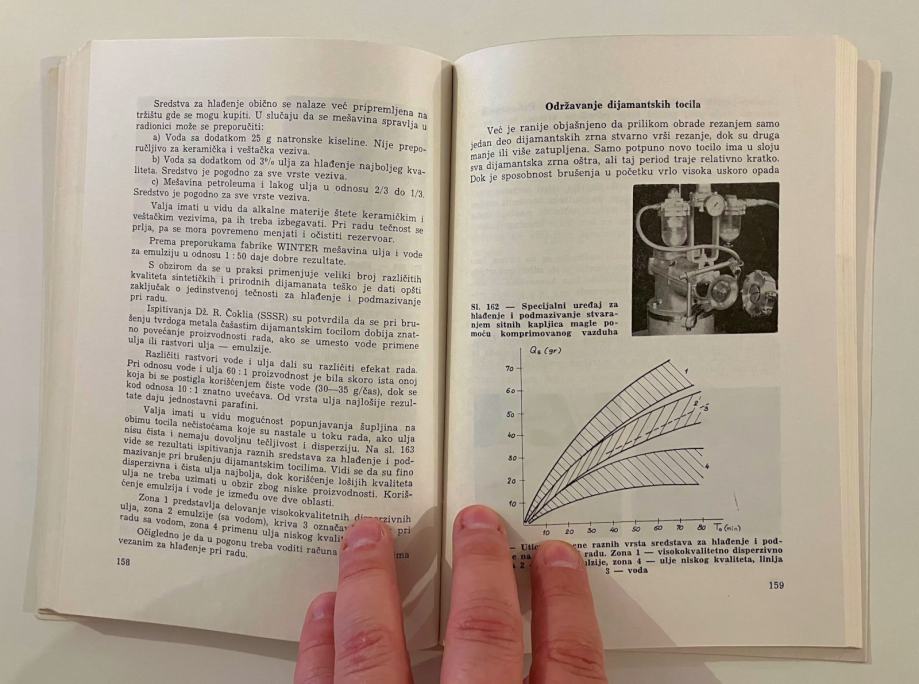 Sredstva za hlađenje obično se nalaze već pripremljena na
tržištu gde se mogu kupiti. U slučaju da se mešavina spravlja u
radionici može se preporučiti:
a) Voda sa dodatkom 25 g natronske kiseline. Nije prepo-
ručljivo za keramička i veštačka veziva.
b) Voda sa dodatkom od 3% ulja za hlađenje najboljeg kva-
liteta. Sredstvo je pogodno za sve vrste veziva.
c) Mešavina petroleuma i lakog ulja u odnosu 2/3 do 1/3.
Sredstvo je pogodno za sve vrste veziva.
Valja imati u vidu da alkalne materije štete keramičkim i
veštačkim vezivima, pa ih treba izbegavati. Pri radu tečnost se
prlja, pa se mora povremeno menjati i očistiti rezervoar.
Prema preporukama fabrike WINTER mešavina ulja i vode
za emulziju u odnosu 1:50 daje dobre rezultate.
S obzirom da se u praksi primenjuje veliki broj različitih
kvaliteta sintetičkih i prirodnih dijamanata teško je dati opšti
zaključak o jedinstvenoj tečnosti za hlađenje i podmazivanje
pri radu.
Ispitivanja Dž. R. Čoklia (SSSR) su potvrdila da se pri bru-
šenju tvrdoga metala čašastim dijamantskim tocilom dobija znat-
no povećanje proizvodnosti rada, ako se umesto vode primene
ulja ili rastvori ulja — emulzije.
Različiti rastvori vode i ulja dali su različiti efekat rada.
Pri odnosu vode i ulja 60:1 proizvodnost je bila skoro ista onoj
koja bi se postigla korišćenjem čiste vode (30—35 g/čas), dok se
kod odnosa 10:1 znatno uvećava. Od vrsta ulja najlošije rezul-
tate daju jednostavni parafini.
Valja imati u vidu mogućnost popunjavanja šupljina na
obimu tocila nečistoćama koje su nastale u toku rada, ako ulja
nisu čista i nemaju dovoljnu tečljivost i disperziju. Na sl. 163
vide se rezultati ispitivanja raznih sredstava za hlađenje i pod-
mazivanje pri brušenju dijamantskim tocilima. Vidi se da su fino
disperzivna i čista ulja najbolja, dok korišćenje lošijih kvaliteta
ulja ne treba uzimati u obzir zbog niske proizvodnosti. Koriš-
ćenje emulzija i vode je između ove dve oblasti.
Zona 1 predstavlja delovanje visokokvalitetnih disperzivnih
ulja, zona 2 emulzije (sa vodom), kriva 3 označav pri
radu sa vodom, zona 4 primenu ulja niskog kvali
Očigledno je da u pogonu treba voditi računa ima
vezanim za hlađenje pri radu.
158
Održavanje dijamantskih tocila
Već je ranije objašnjeno da prilikom obrade rezanjem samo
jedan deo dijamantskih zrna stvarno vrši rezanje, dok su druga
manje ili više zatupljena. Samo potpuno novo tocilo ima u sloju
sva dijamantska zrna oštra, ali taj period traje relativno kratko.
Dok je sposobnost brušenja u početku vrlo visoka uskoro opada
Sl. 162 — Specijalni uređaj za
hlađenje i podmazivanje stvara-
njem sitnih kapljica magle po-
moću komprimovanog vazduha
Qs (gr)
70
60
50
40
30
20
10
1
2
3
4
10 20 30 40 50 60 70 80 To (min)
— Utic ene raznih vrsta sredstava za hlađenje i pod-
e na radu. Zona 1 — visokokvalitetno disperzivno
a 2 zije, zona 4 — ulje niskog kvaliteta, linija
3 — voda
159